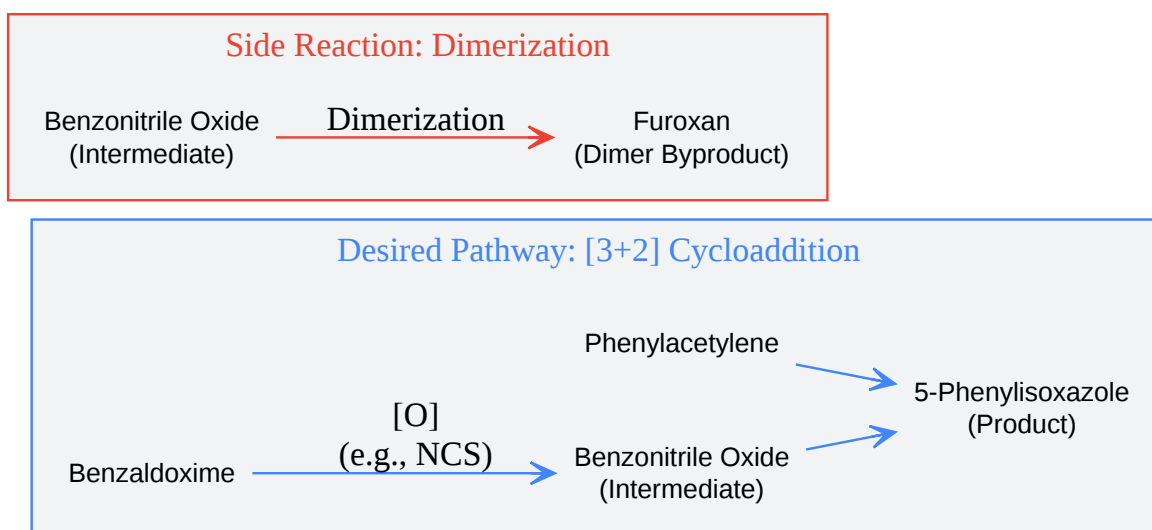 Side Reaction: Dimerization
Benzonitrile Oxide
(Intermediate)
Dimerization
Furoxan
(Dimer Byproduct)
Desired Pathway: [3+2] Cycloaddition
Phenylacetylene
5-Phenylisoxazole
(Product)
[O]
(e.g., NCS)
Benzaldoxime
Benzonitrile Oxide
(Intermediate)